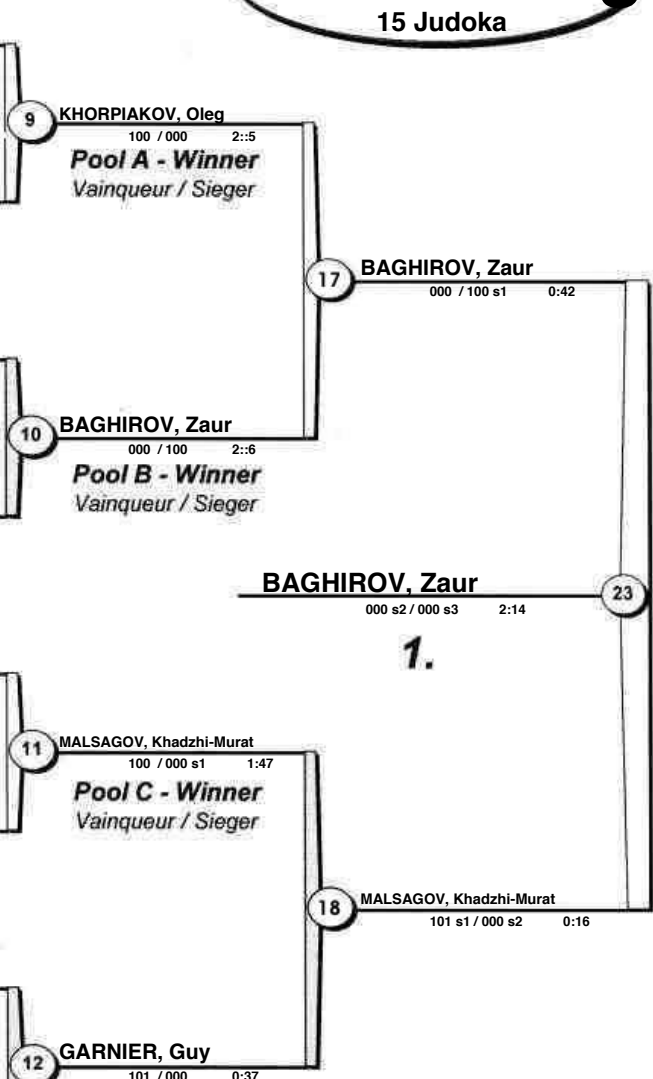 15 Judoka
9 KHORPIAKOV, Oleg
100 / 000 2::5
Pool A - Winner
Vainqueur / Sieger
17 BAGHIROV, Zaur
000 / 100 s1 0:42
10 BAGHIROV, Zaur
000 / 100 2::6
Pool B - Winner
Vainqueur / Sieger
BAGHIROV, Zaur 23
000 s2 / 000 s3 2:14
1.
11 MALSAGOV, Khadzhi-Murat
100 / 000 s1 1:47
Pool C - Winner
Vainqueur / Sieger
18 MALSAGOV, Khadzhi-Murat
101 s1 / 000 s2 0:16
12 GARNIER, Guy
101 / 000 0:37